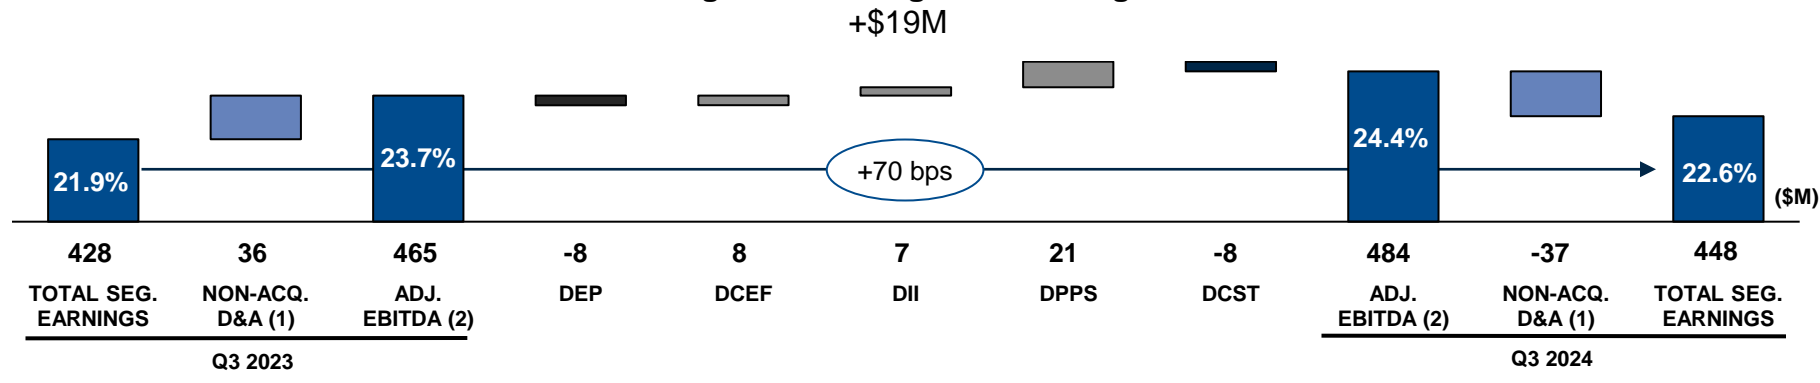 +$19M
21.9%
23.7%
+70 bps
24.4%
22.6%
($M)
428 36 465 -8 8 7 21 -8 484 -37 448
TOTAL SEG. NON-ACQ. ADJ. DEP DCEF DII DPPS DCST ADJ. NON-ACQ. TOTAL SEG.
EARNINGS D&A (1) EBITDA (2) EBITDA (2) D&A (1) EARNINGS
Q3 2023 Q3 2024